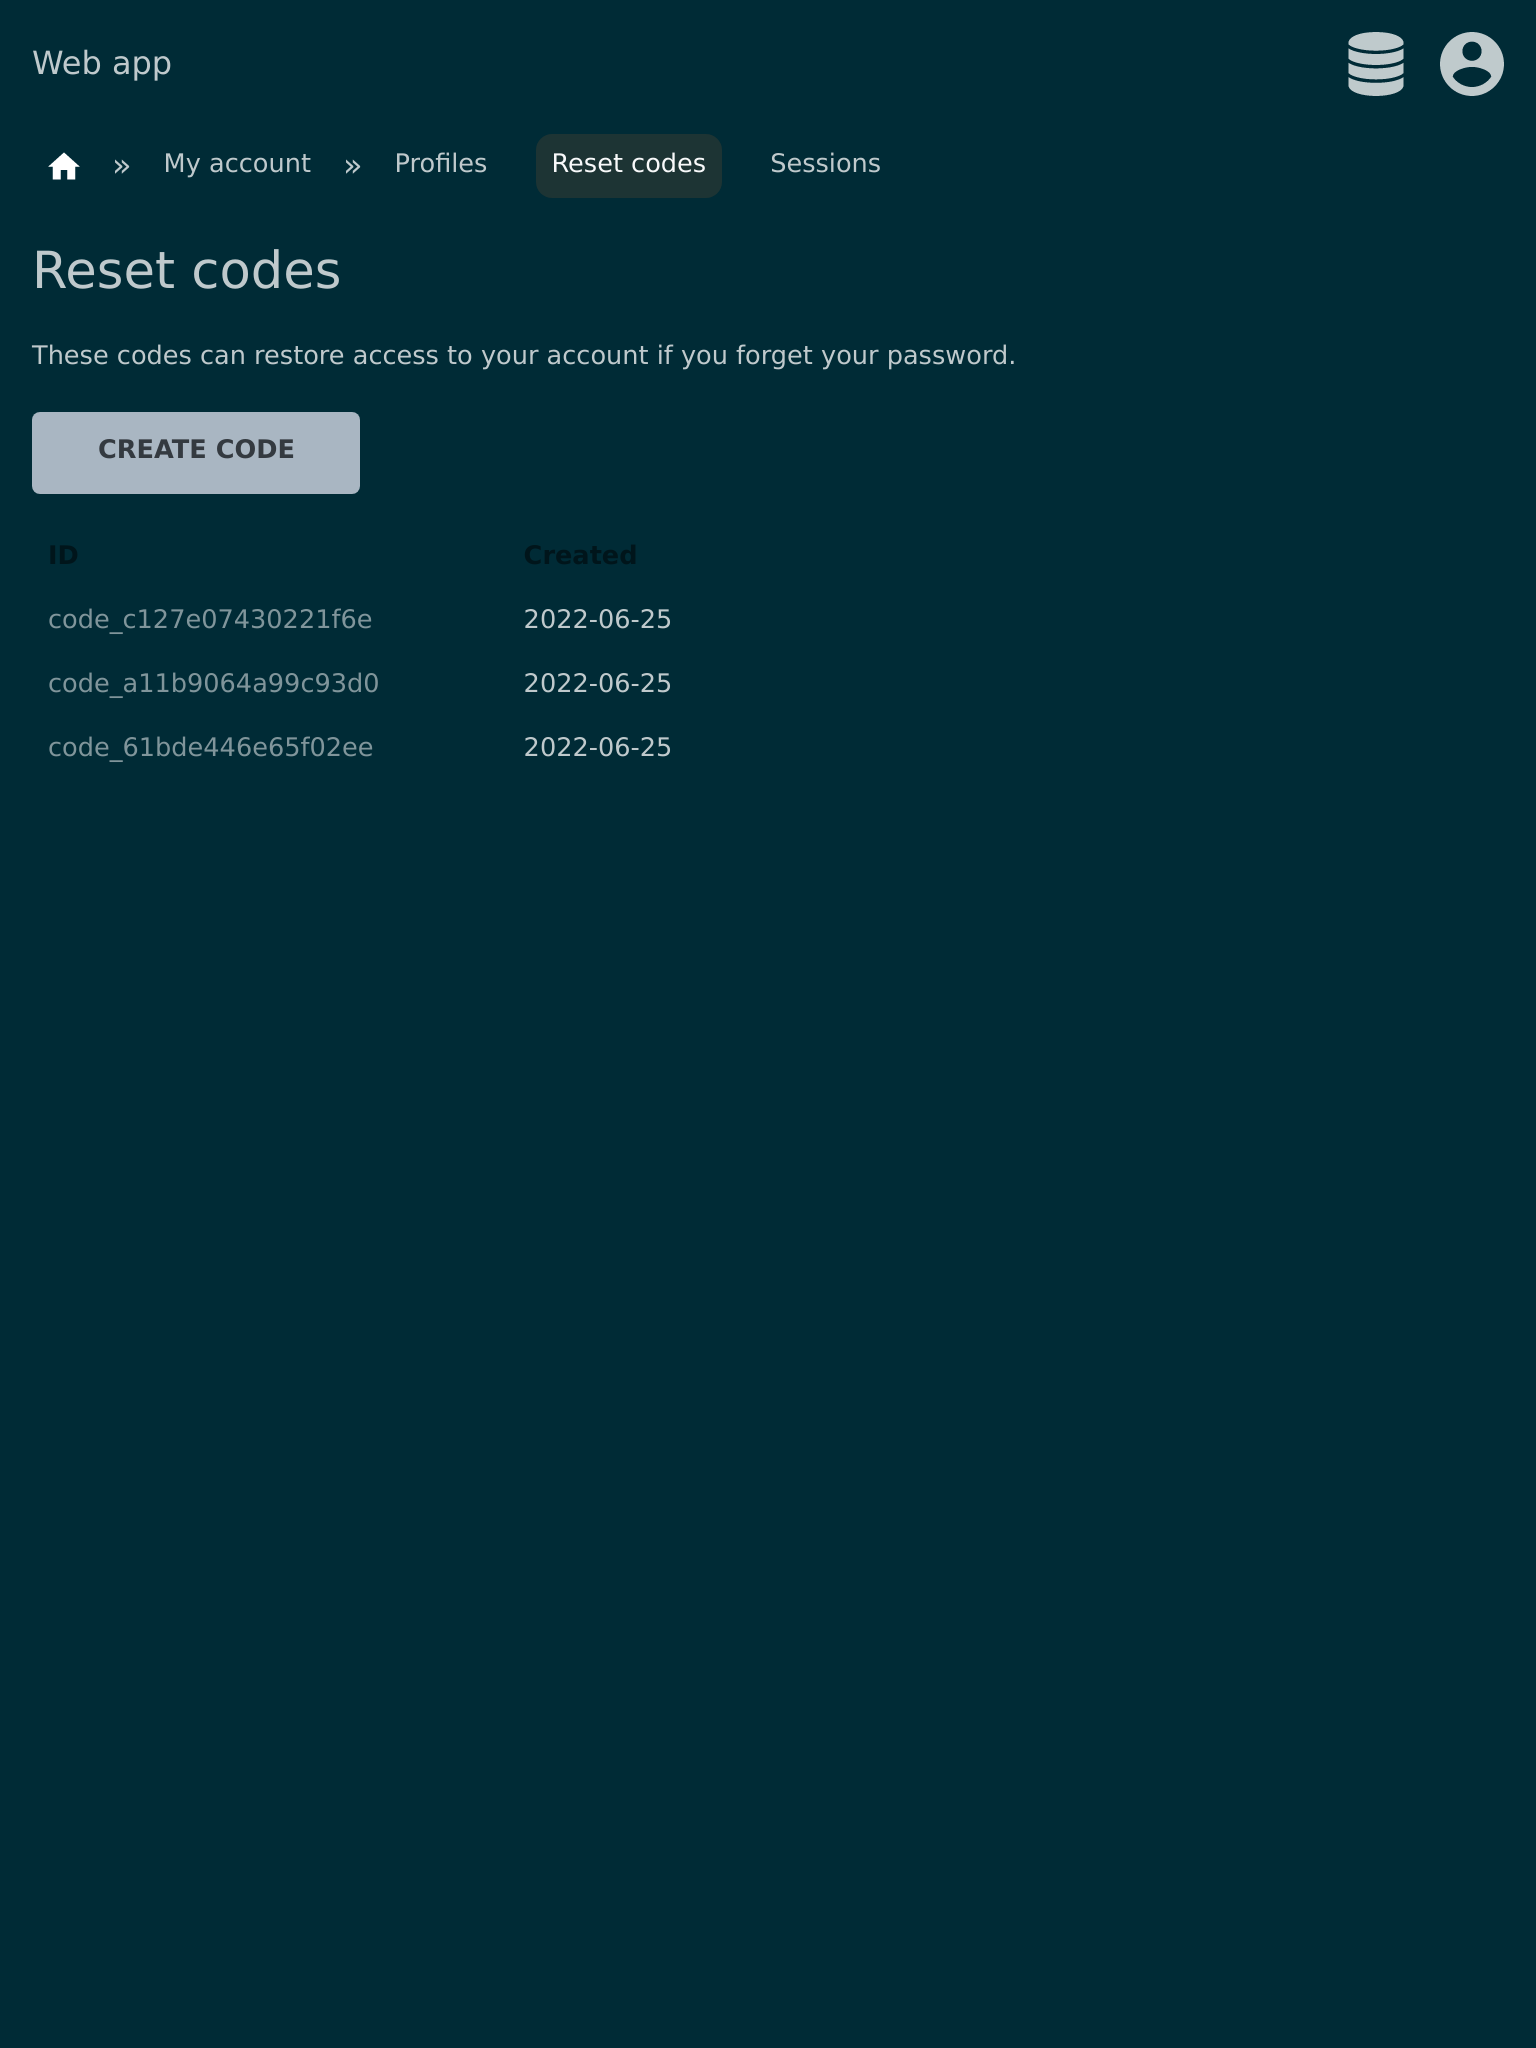 Web app
» My account » Profiles Reset codes Sessions
Reset codes
These codes can restore access to your account if you forget your password.
CREATE CODE
ID Created
code_c127e07430221f6e 2022-06-25
code_a11b9064a99c93d0 2022-06-25
code_61bde446e65f02ee 2022-06-25